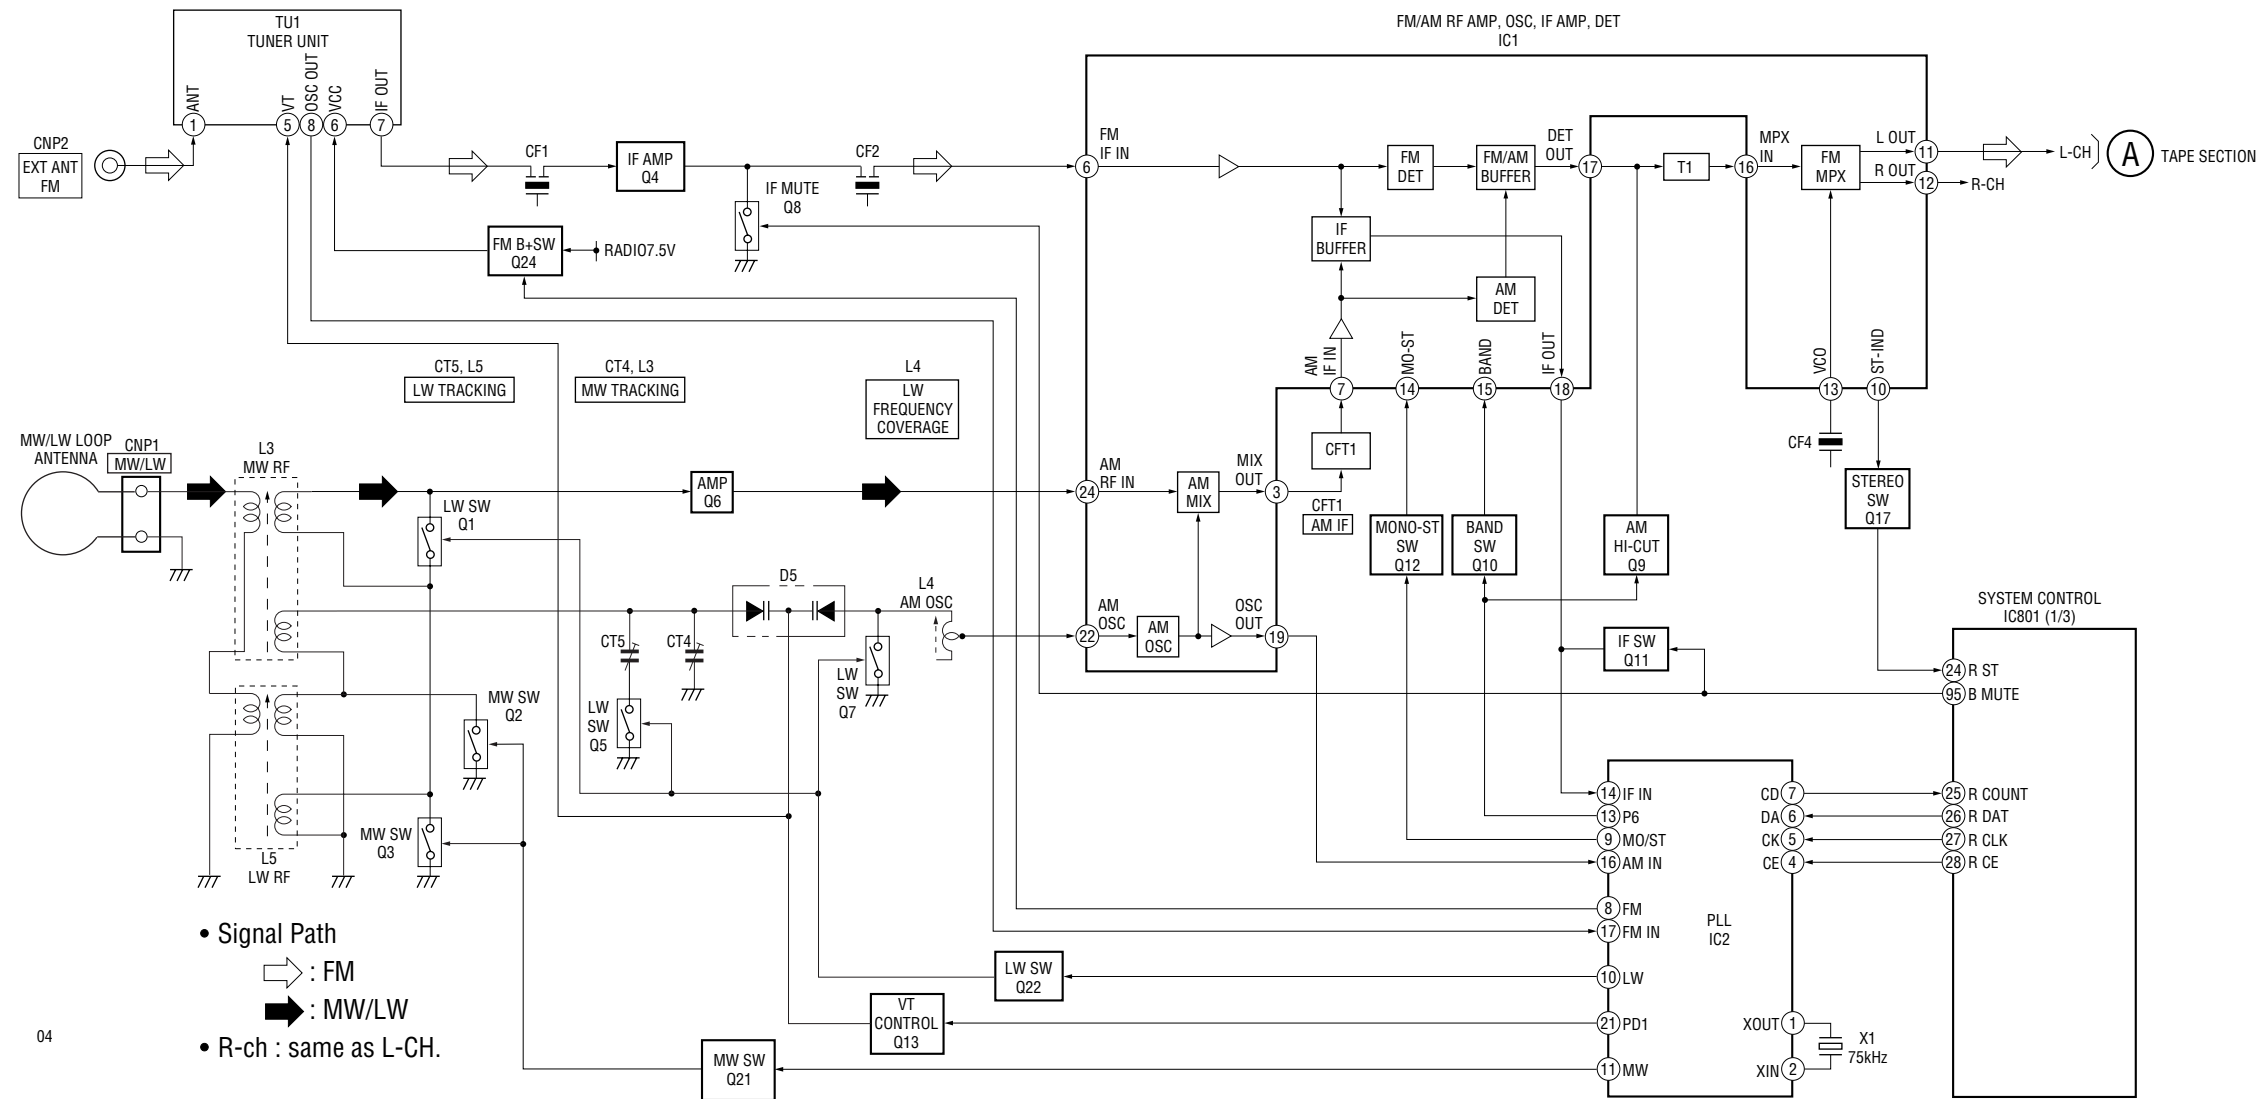 TU1
TUNER UNIT
ANT
VT
OSC OUT
VCC
IF OUT
1
5
8
6
7
CNP2
EXT ANT
FM
CF1
IF AMP
Q4
IF MUTE
Q8
CF2
FM B+SW
Q24
RADIO7.5V
FM/AM RF AMP, OSC, IF AMP, DET
IC1
FM
IF IN
6
FM
DET
FM/AM
BUFFER
DET
OUT
17
T1
MPX
IN
16
FM
MPX
L OUT
11
R OUT
12
L-CH
A
TAPE SECTION
R-CH
IF
BUFFER
AM
DET
AM
IF IN
MO-ST
BAND
IF OUT
VCO
ST-IND
7
14
15
18
13
10
CT5, L5
LW TRACKING
CT4, L3
MW TRACKING
L4
LW
FREQUENCY
COVERAGE
MW/LW LOOP
ANTENNA
CNP1
MW/LW
L3
MW RF
LW SW
Q1
AMP
Q6
AM
RF IN
24
AM
MIX
MIX
OUT
3
CFT1
CFT1
AM IF
MONO-ST
SW
Q12
BAND
SW
Q10
AM
HI-CUT
Q9
CF4
STEREO
SW
Q17
D5
L4
AM OSC
AM
OSC
22
AM
OSC
OSC
OUT
19
CT5
CT4
LW
SW
Q7
LW
SW
Q5
MW SW
Q2
MW SW
Q3
L5
LW RF
IF SW
Q11
SYSTEM CONTROL
IC801 (1/3)
24 R ST
95 B MUTE
25 R COUNT
26 R DAT
27 R CLK
28 R CE
14 IF IN
13 P6
9 MO/ST
16 AM IN
8 FM
17 FM IN
10 LW
21 PD1
11 MW
PLL
IC2
CD 7
DA 6
CK 5
CE 4
XOUT 1
XIN 2
X1
75kHz
LW SW
Q22
VT
CONTROL
Q13
MW SW
Q21
• Signal Path
: FM
: MW/LW
• R-ch : same as L-CH.
04